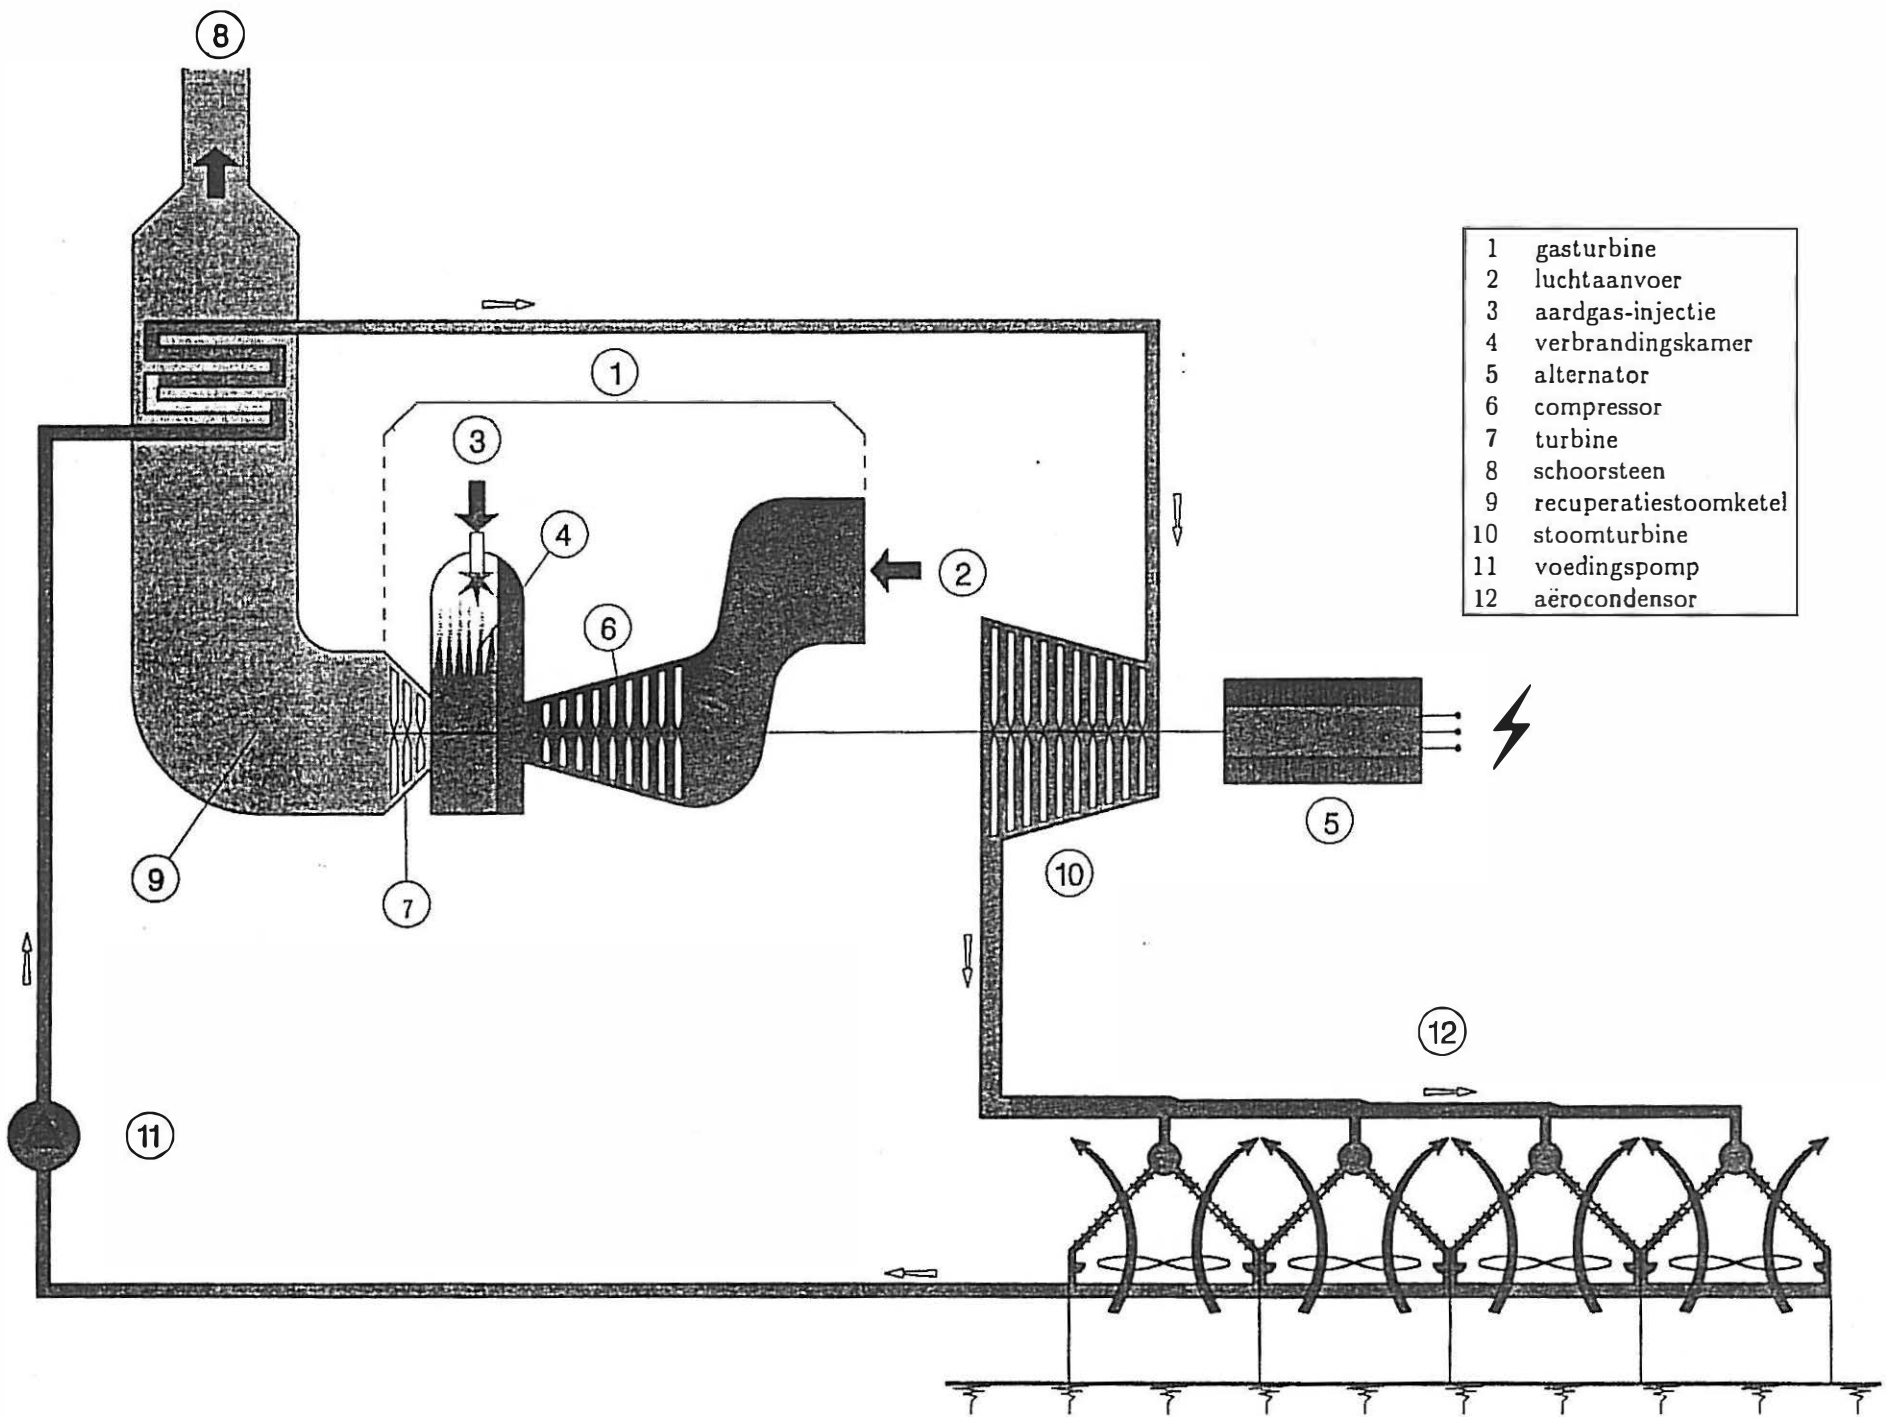 8
1
3
4
2
6
5
9
7
10
12
11
1 gasturbine
2 luchtaanvoer
3 aardgas-injectie
4 verbrandingskamer
5 alternator
6 compressor
7 turbine
8 schoorsteen
9 recuperatiestoomketel
10 stoomturbine
11 voedingspomp
12 aërocondensor